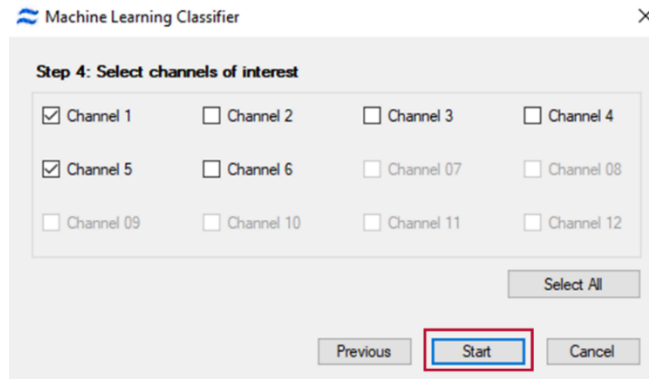 Machine Learning Classifier
Step 4: Select channels of interest
Channel 1 Channel 2 Channel 3 Channel 4
Channel 5 Channel 6 Channel 07 Channel 08
Channel 09 Channel 10 Channel 11 Channel 12
Select All
Previous Start Cancel